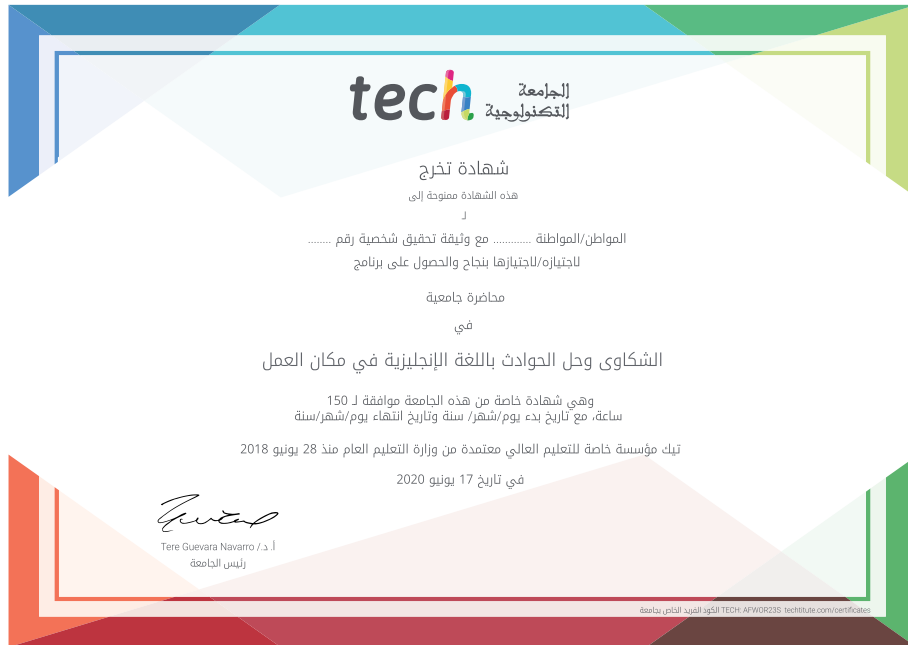 tech الجامعة
التكنولوجية
شهادة تخرج
هذه الشهادة ممنوحة إلى
لـ
المواطن/المواطنة ............ مع وثيقة تحقيق شخصية رقم ........
لاجتيازه/لاجتيازها بنجاح والحصول على برنامج
محاضرة جامعية
في
الشكاوى وحل الحوادث باللغة الإنجليزية في مكان العمل
وهي شهادة خاصة من هذه الجامعة موافقة لـ 150
ساعة، مع تاريخ بدء يوم/شهر/ سنة وتاريخ انتهاء يوم/شهر/سنة
تيك مؤسسة خاصة للتعليم العالي معتمدة من وزارة التعليم العام منذ 28 يونيو 2018
في تاريخ 17 يونيو 2020
أ. د./ Tere Guevara Navarro
رئيس الجامعة
الكود الفريد الخاص بجامعة TECH: AFWOR23S techtitute.com/certificates